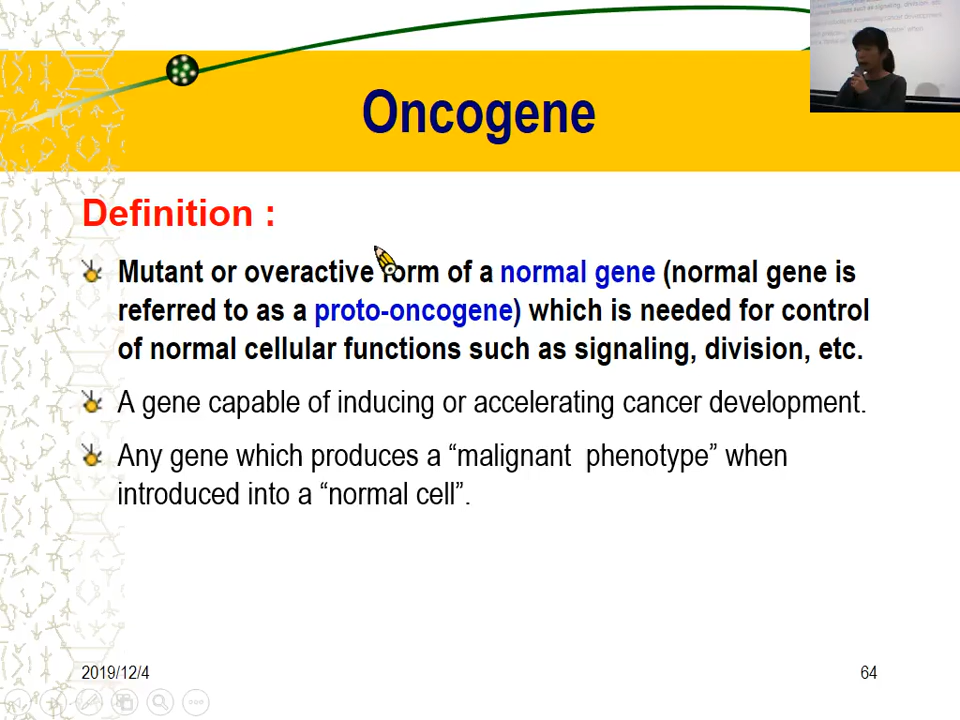 Oncogene
Definition :
Mutant or overactive form of a normal gene (normal gene is
referred to as a proto-oncogene) which is needed for control
of normal cellular functions such as signaling, division, etc.
A gene capable of inducing or accelerating cancer development.
Any gene which produces a “malignant phenotype” when
introduced into a “normal cell”.
2019/12/4
64